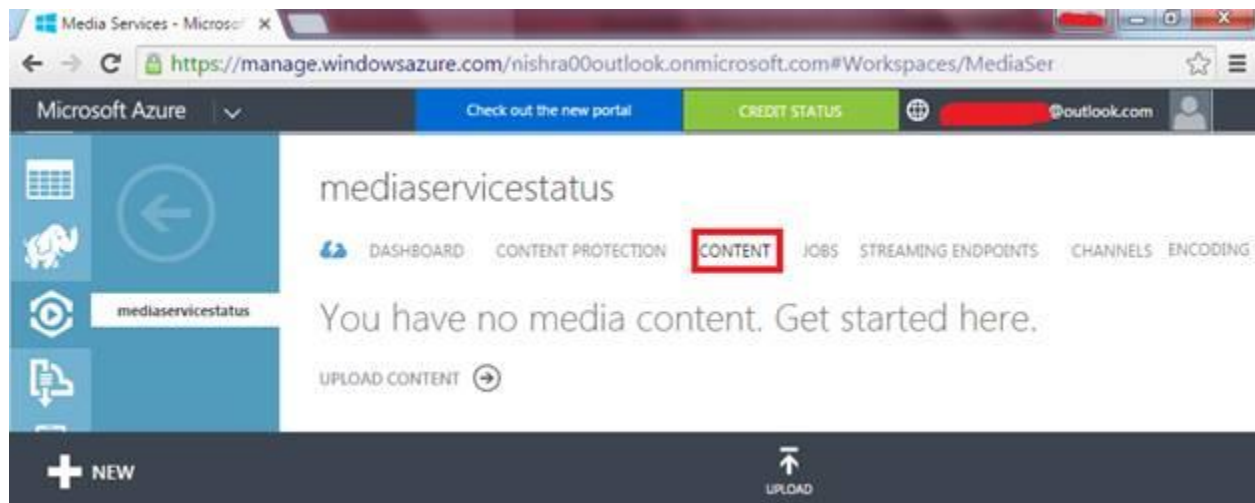 Media Services - Microsof
https://manage.windowsazure.com/nishra00outlook.onmicrosoft.com#Workspaces/MediaSer
Microsoft Azure
Check out the new portal
CREDIT STATUS
@outlook.com
mediaservicestatus
DASHBOARD CONTENT PROTECTION CONTENT JOBS STREAMING ENDPOINTS CHANNELS ENCODING
mediaservicestatus
You have no media content. Get started here.
UPLOAD CONTENT
NEW
UPLOAD